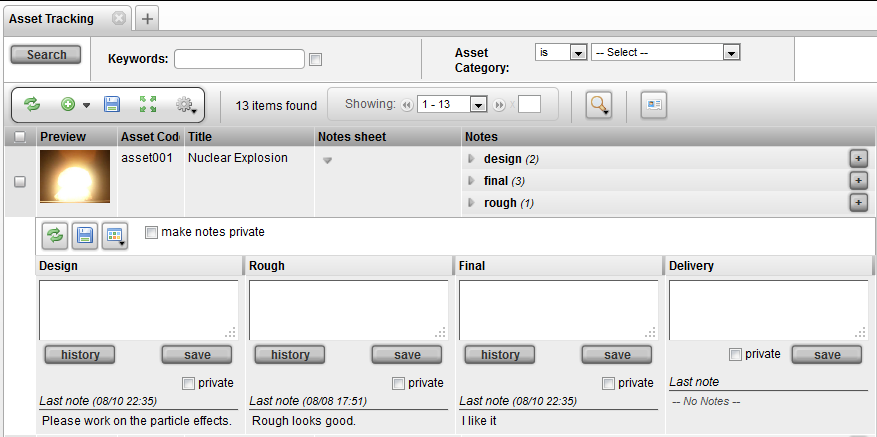 Asset Tracking
Search
Keywords:
Asset Category:
is
-- Select --
13 items found
Showing:
1 - 13
x
Preview Asset Code Title Notes sheet Notes
asset001 Nuclear Explosion
design (2)
final (3)
rough (1)
make notes private
Design Rough Final Delivery
history save history save history save private save
private private private
Last note (08/10 22:35) Last note (08/08 17:51) Last note (08/10 22:35) Last note
Please work on the particle effects. Rough looks good. I like it -- No Notes --